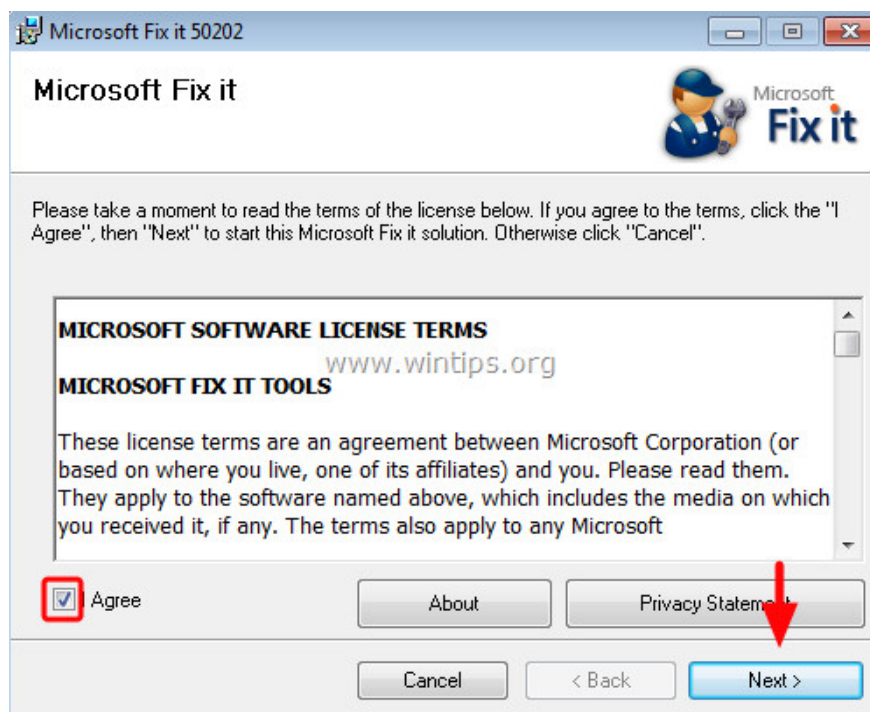 Microsoft Fix it 50202
Microsoft Fix it
Microsoft
Fix it
Please take a moment to read the terms of the license below. If you agree to the terms, click the "I
Agree", then "Next" to start this Microsoft Fix it solution. Otherwise click "Cancel".
MICROSOFT SOFTWARE LICENSE TERMS
www.wintips.org
MICROSOFT FIX IT TOOLS
These license terms are an agreement between Microsoft Corporation (or
based on where you live, one of its affiliates) and you. Please read them.
They apply to the software named above, which includes the media on which
you received it, if any. The terms also apply to any Microsoft
I Agree
About
Privacy Statement
Cancel
< Back
Next >